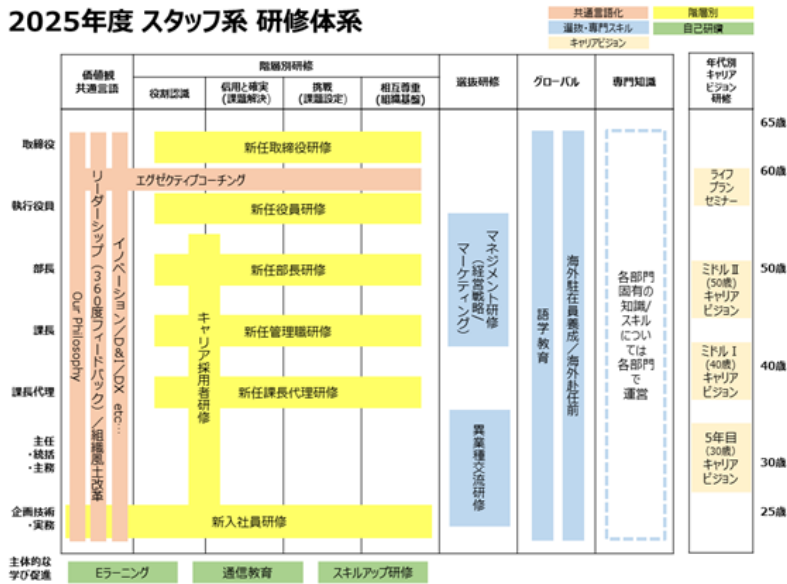 2025年度 スタッフ系 研修体系
共通言語化
階層別
選抜・専門スキル
自己研鑽
キャリアビジョン
価値観
共通言語
階層別研修
役割認識
信用と確実
(課題解決)
挑戦
(課題設定)
相互尊重
(組織基盤)
選抜研修
グローバル
専門知識
年代別
キャリア
ビジョン
研修
取締役
執行役員
部長
課長
課長代理
主任
・統括
・主務
企画技術
・実務
Our Philosophy
リーダーシップ（360度フィードバック）／組織風土改革
イノベーション／D&I／DX etc…
新任取締役研修
エグゼクティブコーチング
新任役員研修
新任部長研修
新任管理職研修
新任課長代理研修
キャリア採用者研修
新入社員研修
マネジメント研修
（経営戦略/
マーケティング）
異業種交流研修
語学教育
海外駐在員養成／海外赴任前
各部門
固有の
知識/
スキル
につい
ては
各部門
で
運営
ライフ
プラン
セミナー
ミドルⅡ
(50歳)
キャリア
ビジョン
ミドルⅠ
(40歳)
キャリア
ビジョン
5年目
(30歳)
キャリア
ビジョン
65歳
60歳
50歳
40歳
30歳
25歳
主体的な
学び促進
Eラーニング
通信教育
スキルアップ研修